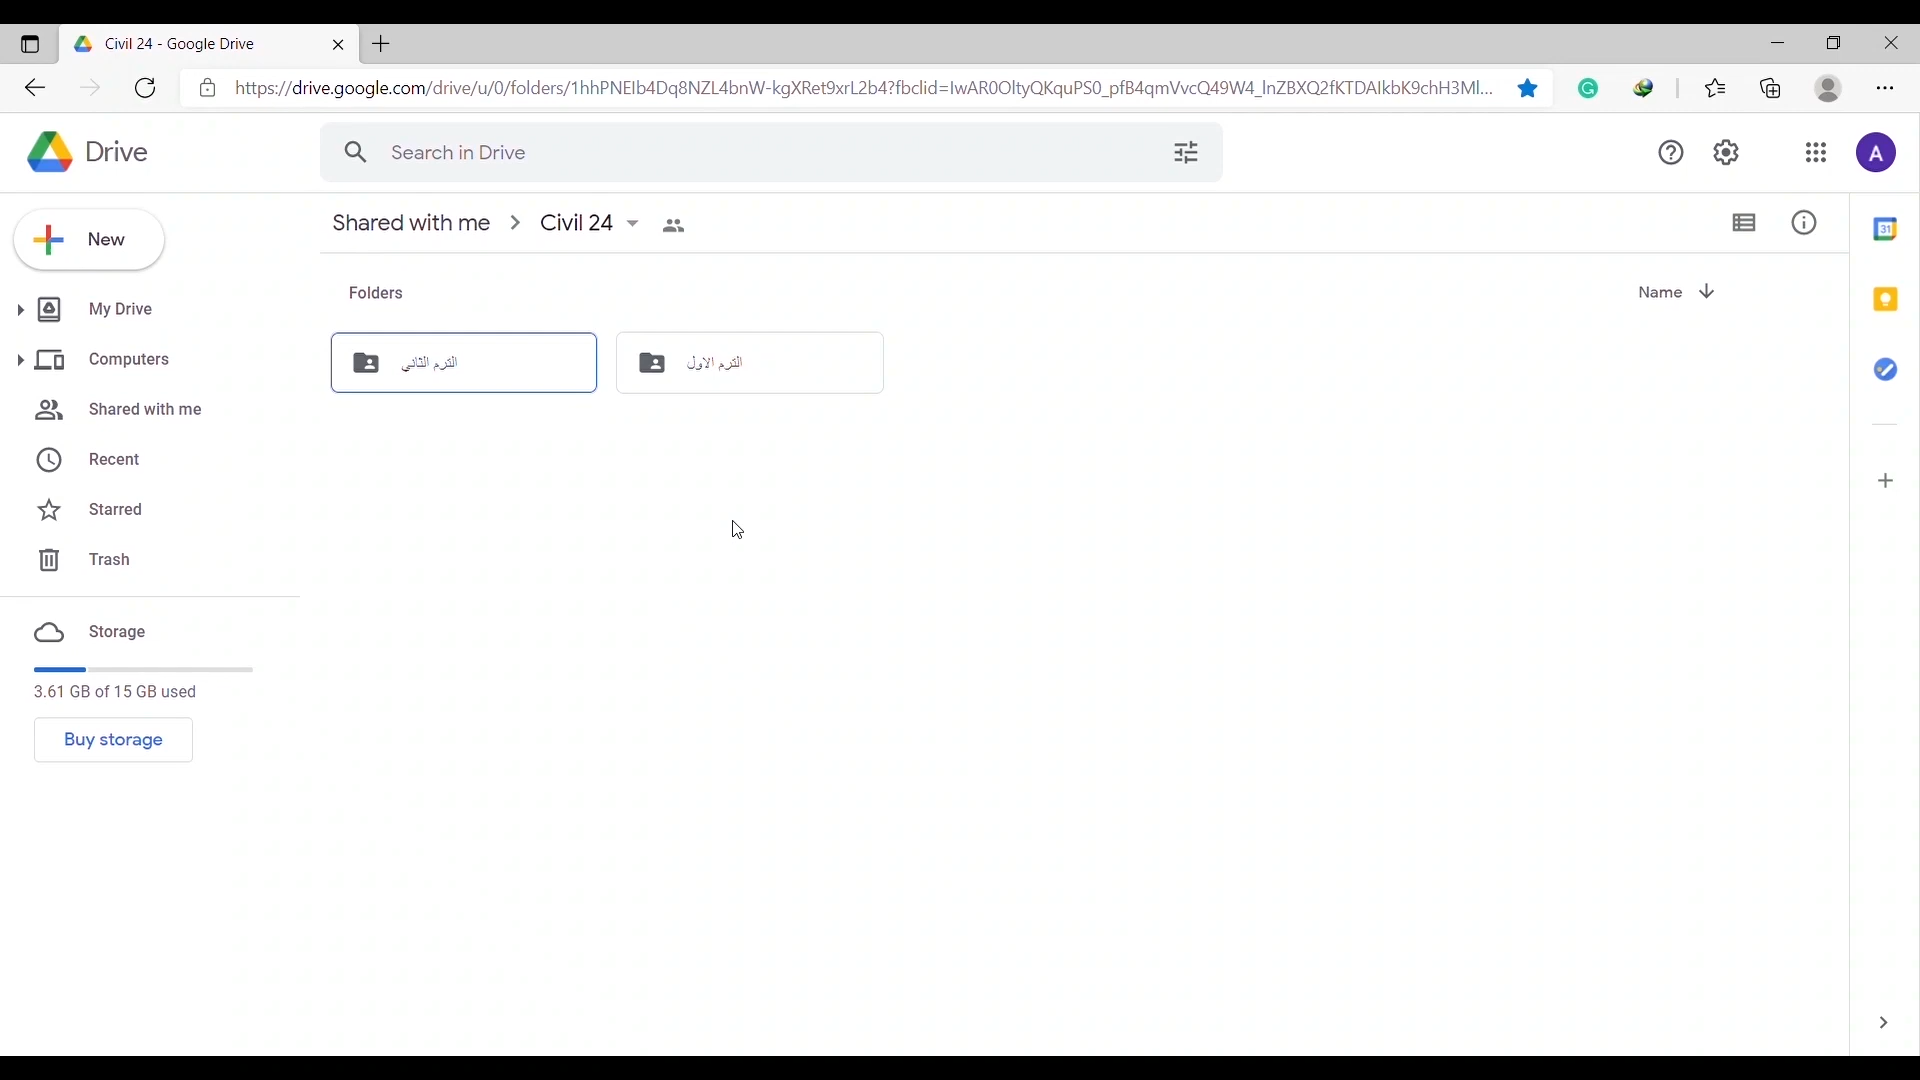 Civil 24 - Google Drive
https://drive.google.com/drive/u/0/folders/1hhPNEIb4Dq8NZL4bnW-kgXRet9xrL2b4?fbclid=IwAR0OltyQKquPS0_pfB4qmVvcQ49W4_lnZBXQ2fKTDAIkbK9chH3Ml...
Drive
Search in Drive
A
New
Shared with me > Civil 24
My Drive
Computers
Shared with me
Recent
Starred
Trash
Storage
3.61 GB of 15 GB used
Buy storage
Folders
Name
الترم الثاني
الترم الاول
31